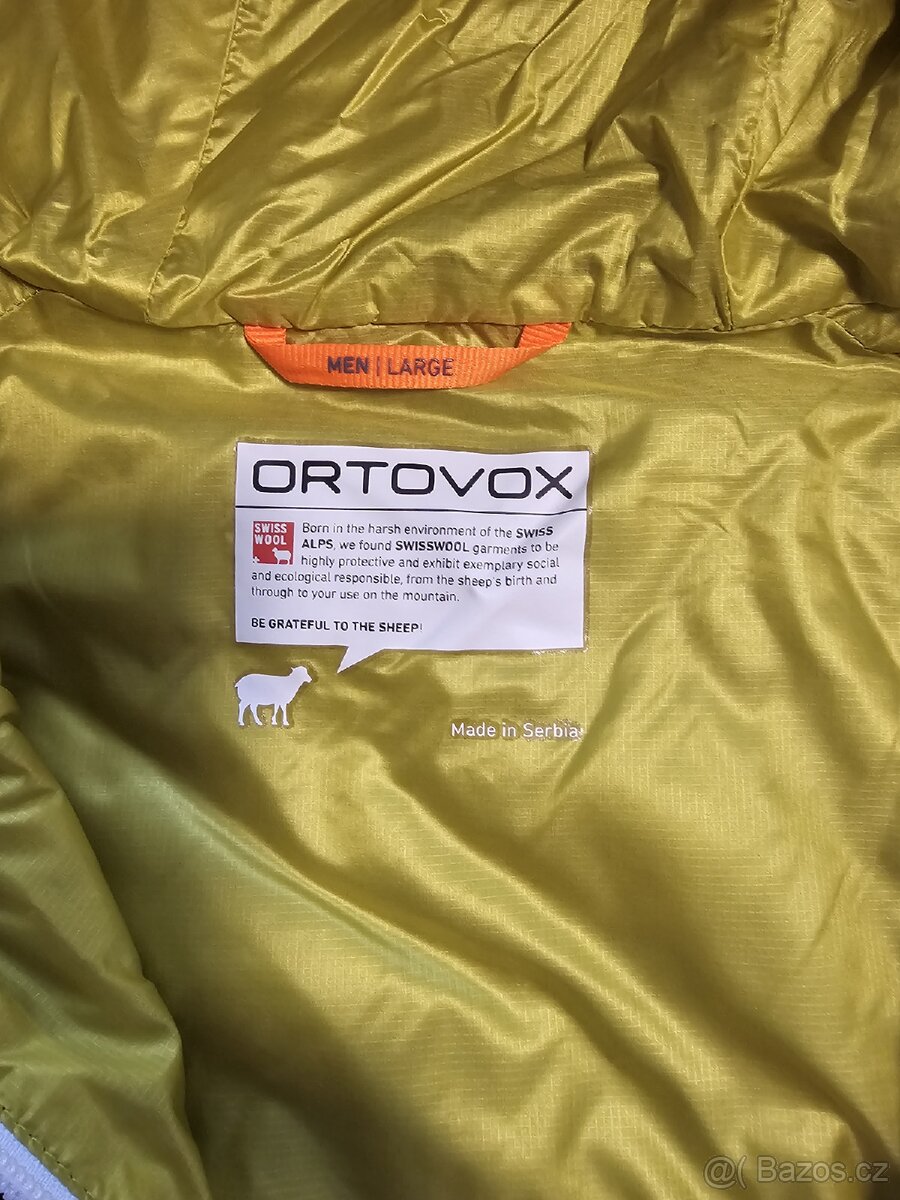 MEN | LARGE
ORTOVOX
SWISS
WOOL
Born in the harsh environment of the SWISS
ALPS, we found SWISSWOOL garments to be
highly protective and exhibit exemplary social
and ecological responsible, from the sheep's birth and
through to your use on the mountain.
BE GRATEFUL TO THE SHEEP!
Made in Serbia
@( Bazos.cz